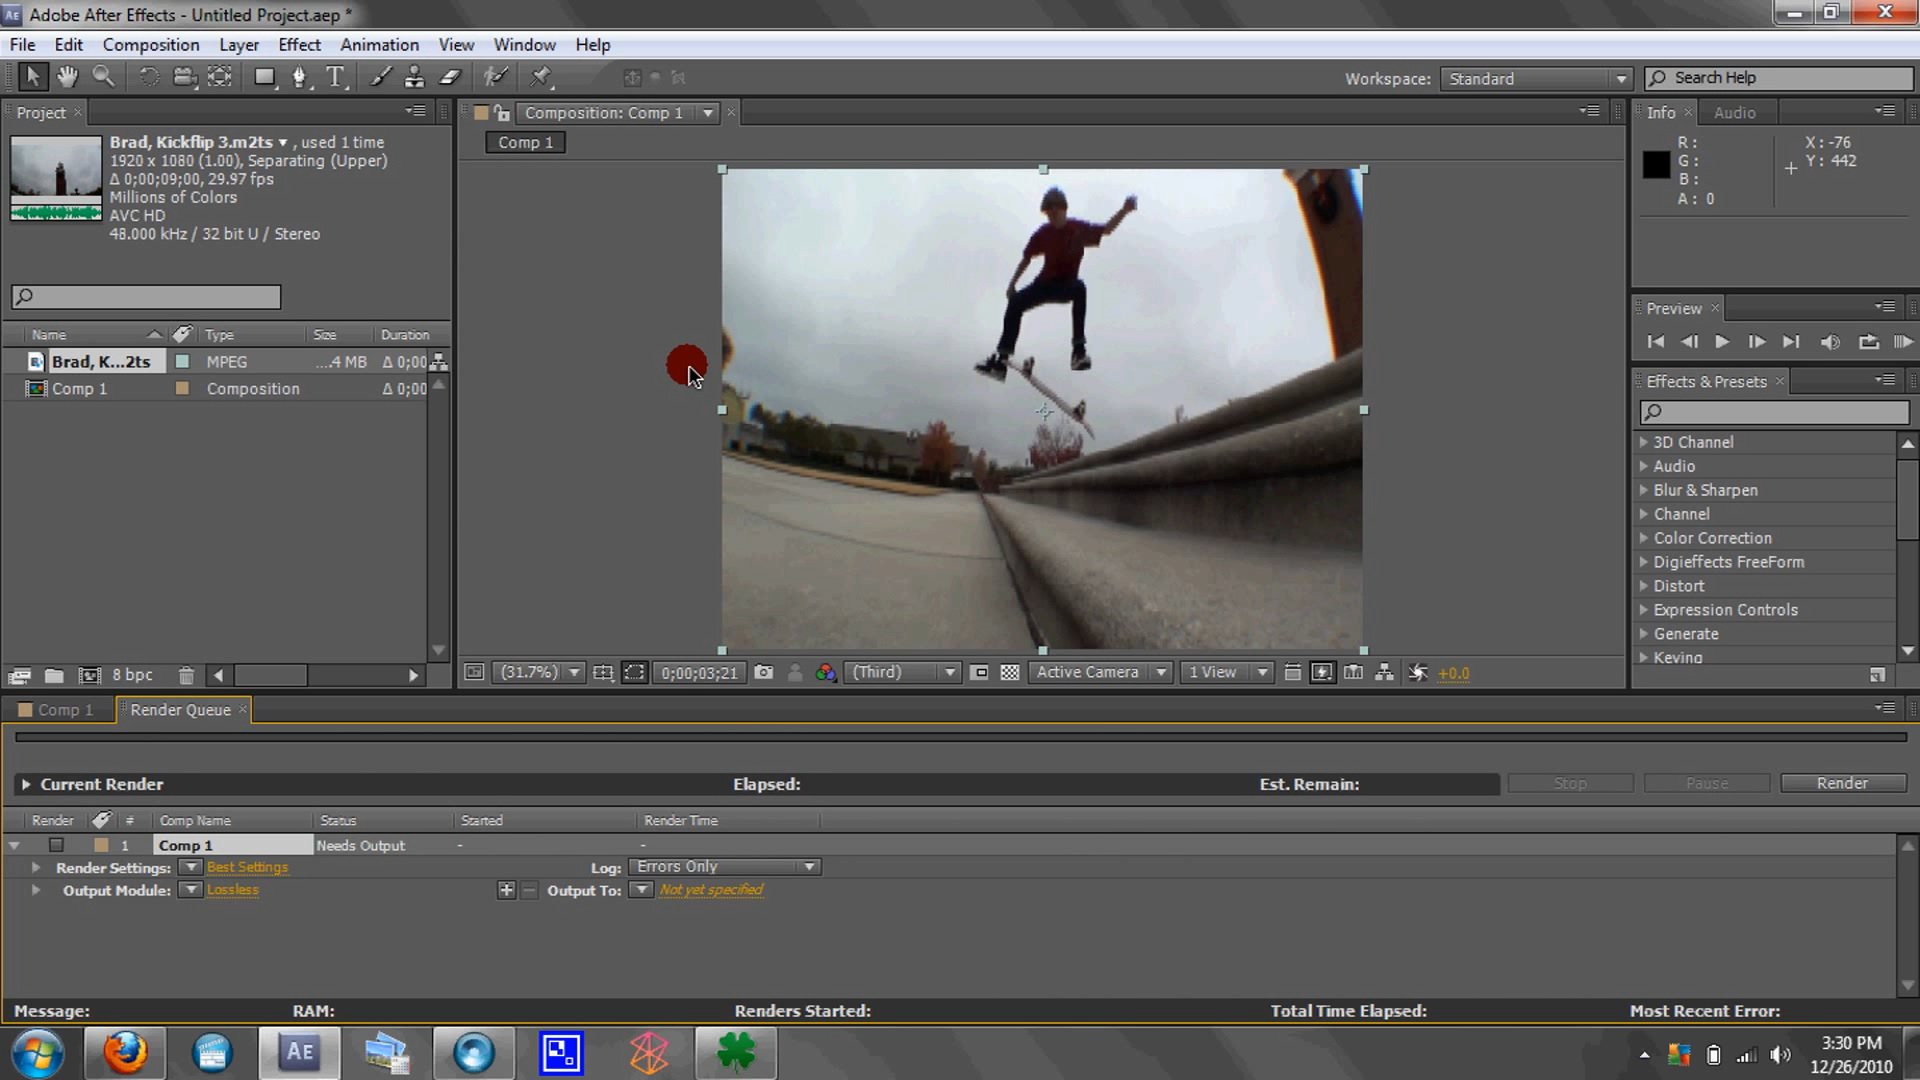 Adobe After Effects - Untitled Project.aep *
File Edit Composition Layer Effect Animation View Window Help
Workspace: Standard Search Help
Project
Brad, Kickflip 3.m2ts ▼ , used 1 time
1920 x 1080 (1.00), Separating (Upper)
Δ 0;00;09;00, 29.97 fps
Millions of Colors
AVC HD
48.000 kHz / 32 bit U / Stereo
Name Type Size Duration
Brad, K...2ts MPEG ....4 MB Δ 0;00
Comp 1 Composition Δ 0;00
8 bpc
Composition: Comp 1
Comp 1
(31.7%) 0;00;03;21 (Third) Active Camera 1 View +0.0
Info Audio
R: X: -76
G: Y: 442
B:
A: 0
Preview
Effects & Presets
3D Channel
Audio
Blur & Sharpen
Channel
Color Correction
Digieffects FreeForm
Distort
Expression Controls
Generate
Keying
Comp 1 Render Queue
Current Render Elapsed: Est. Remain: Stop Pause Render
Render # Comp Name Status Started Render Time
1 Comp 1 Needs Output - -
Render Settings: Best Settings Log: Errors Only
Output Module: Lossless Output To: Not yet specified
Message: RAM: Renders Started: Total Time Elapsed: Most Recent Error:
AE
3:30 PM
12/26/2010